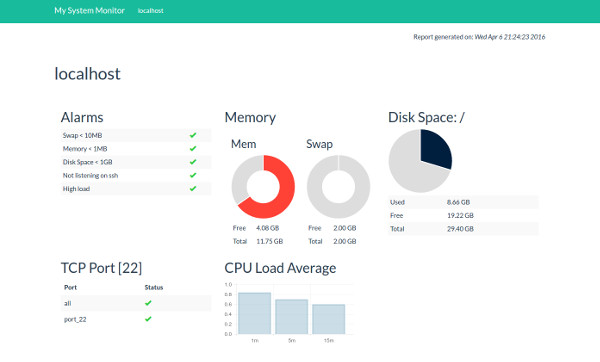 My System Monitor localhost
Report generated on: Wed Apr 6 21:24:23 2016
localhost
Alarms
Swap < 10MB
Memory < 1MB
Disk Space < 1GB
Not listening on ssh
High load
Memory
Mem
Free 4.08 GB
Total 11.75 GB
Swap
Free 2.00 GB
Total 2.00 GB
Disk Space: /
Used 8.66 GB
Free 19.22 GB
Total 29.40 GB
TCP Port [22]
Port Status
all
port_22
CPU Load Average
1.0
0.8
0.6
0.4
0.2
0.0
1m 5m 15m